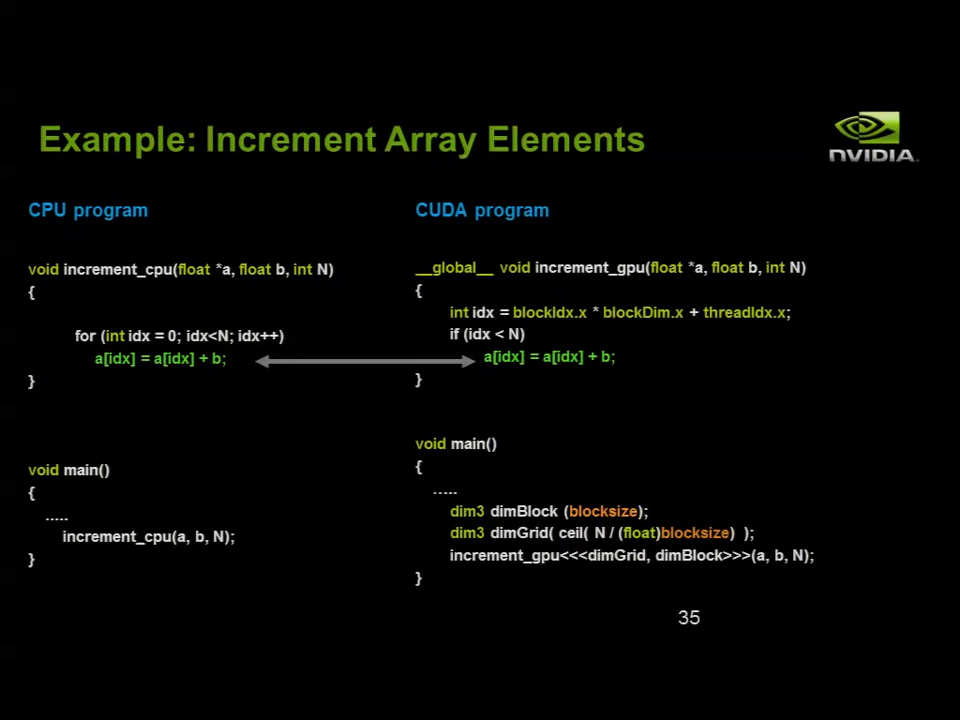 Example: Increment Array Elements
NVIDIA
CPU program
void increment_cpu(float *a, float b, int N)
{
for (int idx = 0; idx<N; idx++)
a[idx] = a[idx] + b;
}
void main()
{
.....
increment_cpu(a, b, N);
}
CUDA program
__global__ void increment_gpu(float *a, float b, int N)
{
int idx = blockIdx.x * blockDim.x + threadIdx.x;
if (idx < N)
a[idx] = a[idx] + b;
}
void main()
{
.....
dim3 dimBlock (blocksize);
dim3 dimGrid( ceil( N / (float)blocksize) );
increment_gpu<<<dimGrid, dimBlock>>>(a, b, N);
}
35